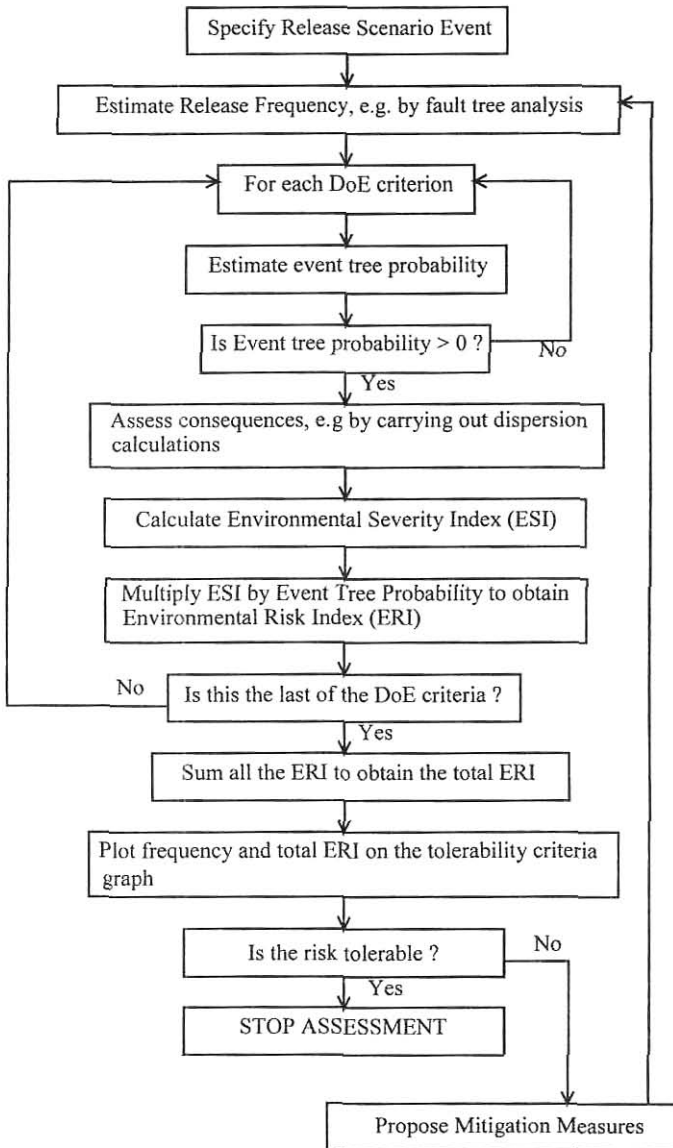 Specify Release Scenario Event
Estimate Release Frequency, e.g. by fault tree analysis
For each DoE criterion
Estimate event tree probability
Is Event tree probability > 0 ?
No
Yes
Assess consequences, e.g by carrying out dispersion
calculations
Calculate Environmental Severity Index (ESI)
Multiply ESI by Event Tree Probability to obtain
Environmental Risk Index (ERI)
No
Is this the last of the DoE criteria ?
Yes
Sum all the ERI to obtain the total ERI
Plot frequency and total ERI on the tolerability criteria
graph
Is the risk tolerable ?
No
Yes
STOP ASSESSMENT
Propose Mitigation Measures